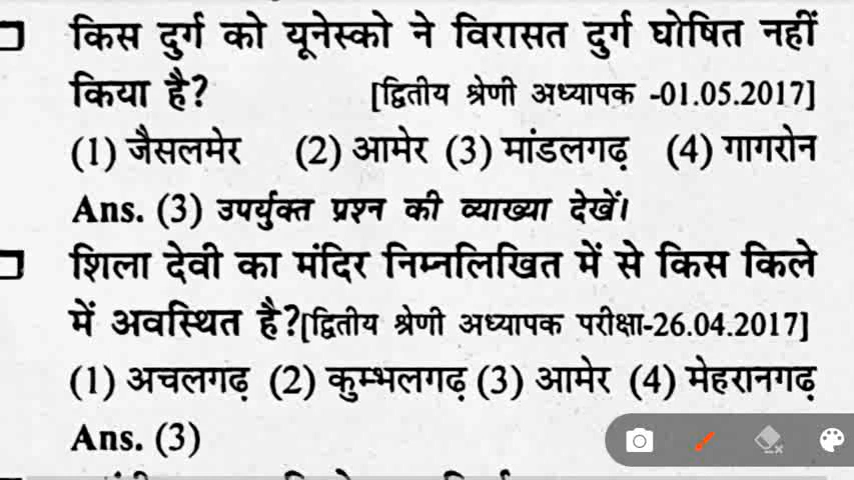 किस दुर्ग को यूनेस्को ने विरासत दुर्ग घोषित नहीं
किया है? [द्वितीय श्रेणी अध्यापक -01.05.2017]
(1) जैसलमेर (2) आमेर (3) मांडलगढ़ (4) गागरोन
Ans. (3) उपर्युक्त प्रश्न की व्याख्या देखें।
शिला देवी का मंदिर निम्नलिखित में से किस किले
में अवस्थित है?[द्वितीय श्रेणी अध्यापक परीक्षा-26.04.2017]
(1) अचलगढ़ (2) कुम्भलगढ़ (3) आमेर (4) मेहरानगढ़
Ans. (3)